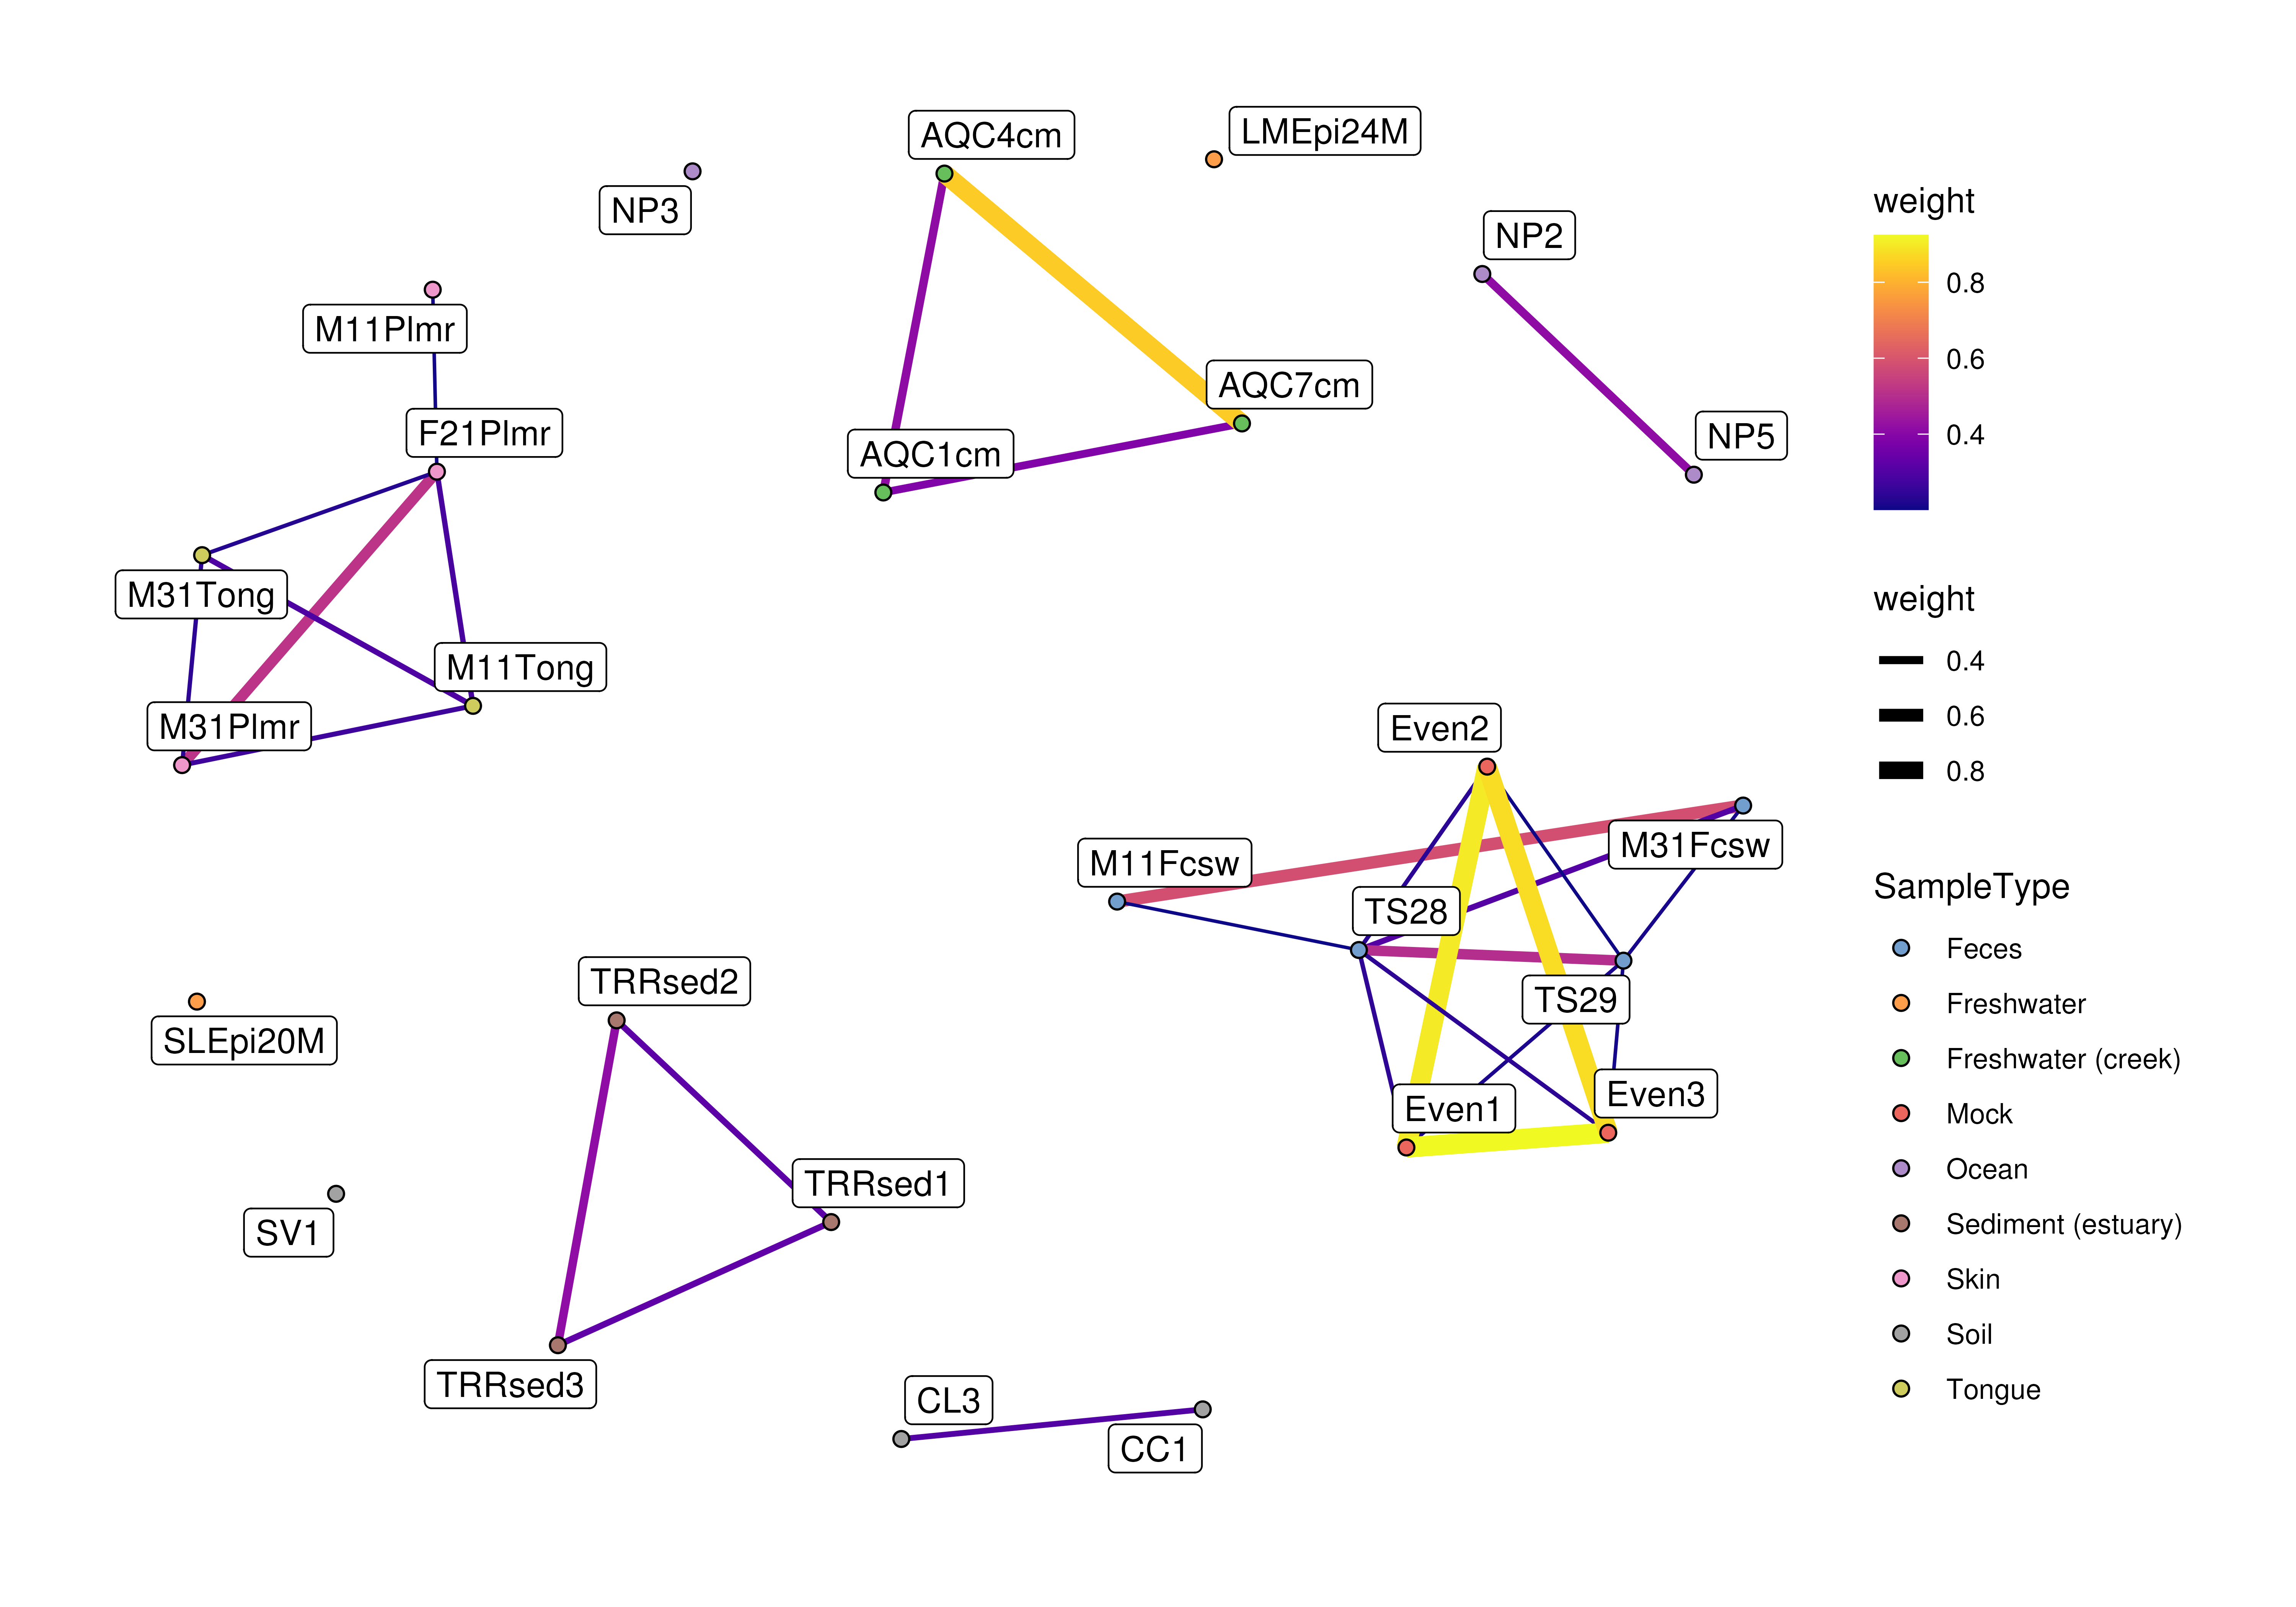 AQC4cm
LMEpi24M
NP3
NP2
M11Plmr
AQC7cm
F21Plmr
AQC1cm
NP5
M31Tong
M11Tong
M31Plmr
Even2
M31Fcsw
M11Fcsw
TS28
TS29
TRRsed2
SLEpi20M
Even1
Even3
TRRsed1
SV1
TRRsed3
CL3
CC1
weight
0.8
0.6
0.4
weight
0.4
0.6
0.8
SampleType
Feces
Freshwater
Freshwater (creek)
Mock
Ocean
Sediment (estuary)
Skin
Soil
Tongue